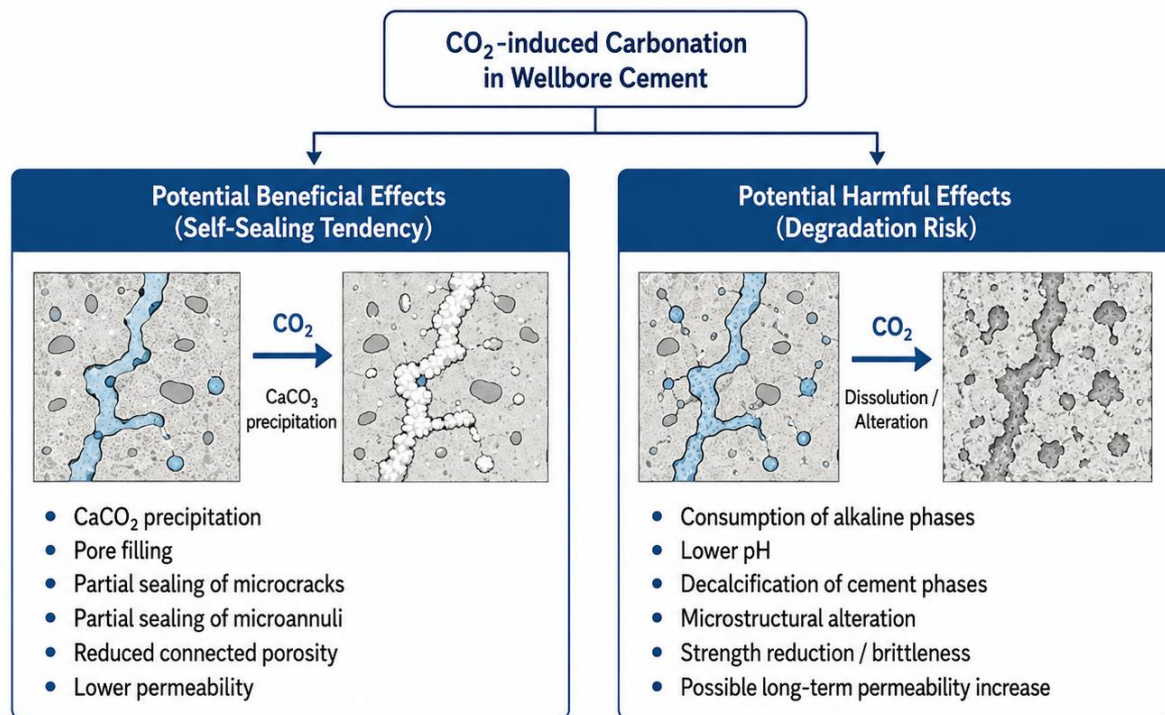 CO₂-induced Carbonation
in Wellbore Cement
Potential Beneficial Effects
(Self-Sealing Tendency)
CO₂
CaCO₃
precipitation
• CaCO₂ precipitation
• Pore filling
• Partial sealing of microcracks
• Partial sealing of microannuli
• Reduced connected porosity
• Lower permeability
Potential Harmful Effects
(Degradation Risk)
CO₂
Dissolution /
Alteration
• Consumption of alkaline phases
• Lower pH
• Decalcification of cement phases
• Microstructural alteration
• Strength reduction / brittleness
• Possible long-term permeability increase